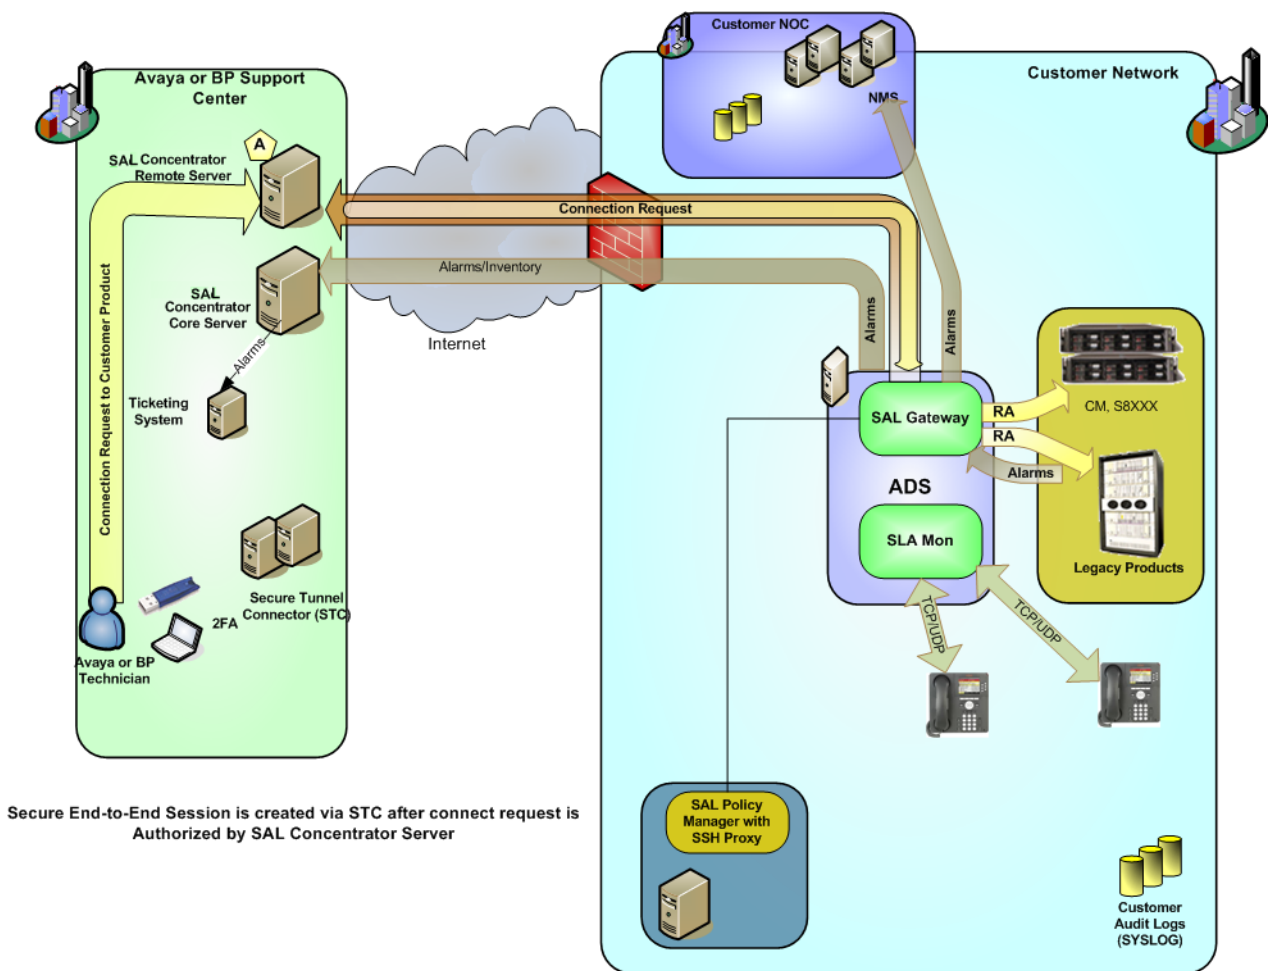 Customer NOC
NMS
Customer Network
Avaya or BP Support
Center
A
SAL Concentrator
Remote Server
Connection Request
Alarms/Inventory
SAL
Concentrator
Core Server
Internet
Alarms
Alarms
Alarms
Connection Request to Customer Product
Ticketing
System
SAL Gateway
RA
RA
Alarms
CM, S8XXX
ADS
SLA Mon
Legacy Products
Secure Tunnel
Connector (STC)
2FA
Avaya or BP
Technician
TCP/UDP
TCP/UDP
Secure End-to-End Session is created via STC after connect request is
Authorized by SAL Concentrator Server
SAL Policy
Manager with
SSH Proxy
Customer
Audit Logs
(SYSLOG)